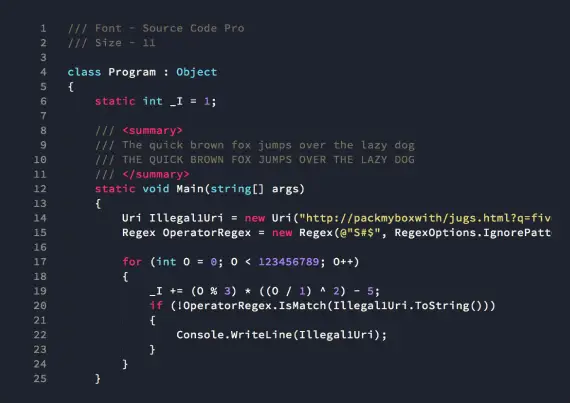 1 /// Font - Source Code Pro
2 /// Size - 11
3
4 class Program : Object
5 {
6     static int _I = 1;
7
8     /// <summary>
9     /// The quick brown fox jumps over the lazy dog
10     /// THE QUICK BROWN FOX JUMPS OVER THE LAZY DOG
11     /// </summary>
12     static void Main(string[] args)
13     {
14         Uri Illegal1Uri = new Uri("http://packmyboxwith/jugs.html?q=fiv
15         Regex OperatorRegex = new Regex(@"S#$", RegexOptions.IgnorePatt
16
17         for (int O = 0; O < 123456789; O++)
18         {
19             _I += (O % 3) * ((O / 1) ^ 2) - 5;
20             if (!OperatorRegex.IsMatch(Illegal1Uri.ToString()))
21             {
22                 Console.WriteLine(Illegal1Uri);
23             }
24         }
25     }